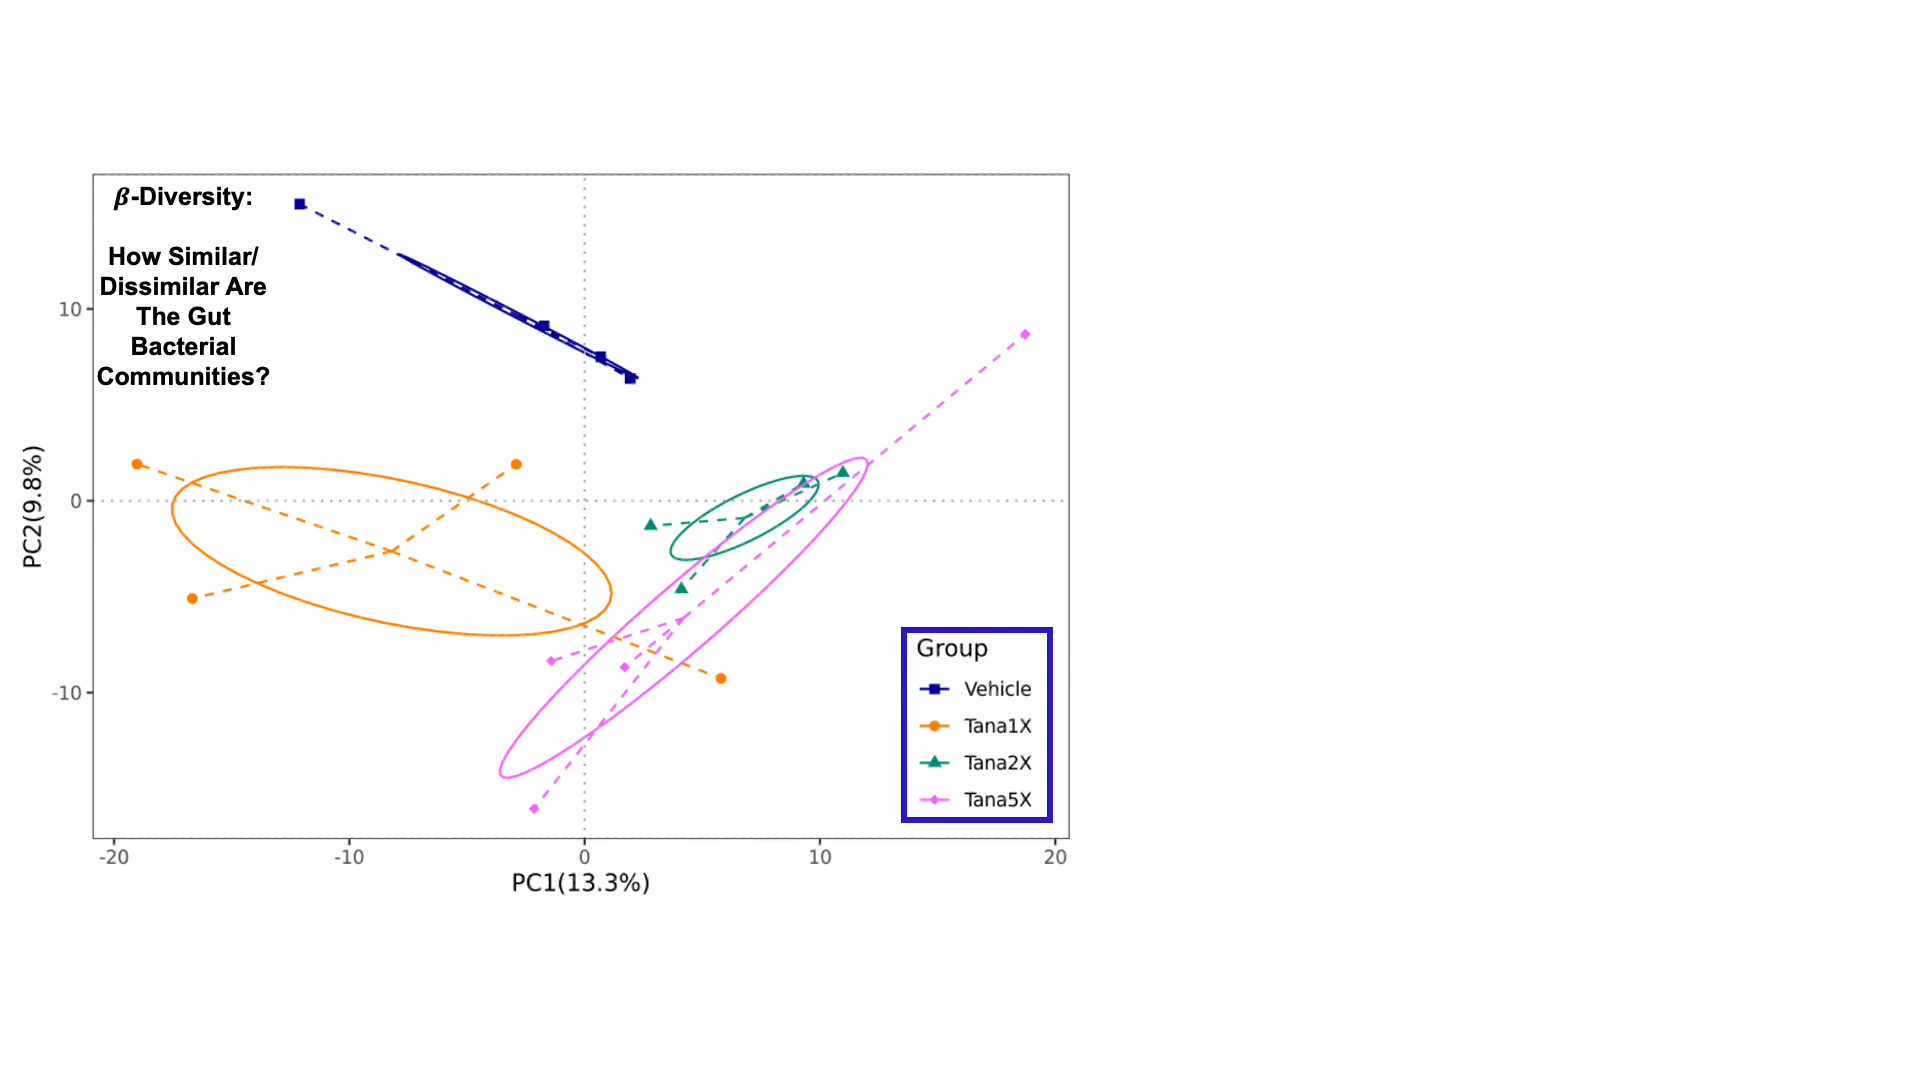 β-Diversity:
How Similar/
Dissimilar Are
The Gut
Bacterial
Communities?
PC2(9.8%)
10
0
-10
-20
-10
0
10
20
PC1(13.3%)
Group
Vehicle
Tana1X
Tana2X
Tana5X